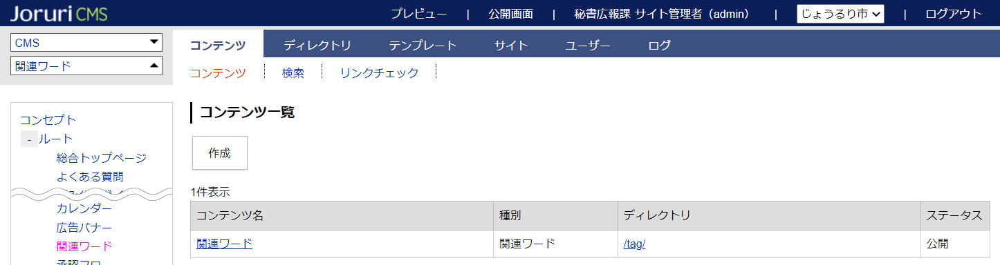 Joruri CMS
プレビュー | 公開画面 | 秘書広報課 サイト管理者（admin） | じょうるり市 | ログアウト
CMS
関連ワード
コンテンツ ディレクトリ テンプレート サイト ユーザー ログ
コンテンツ 検索 リンクチェック
コンセプト
- ルート
総合トップページ
よくある質問
カレンダー
広告バナー
関連ワード
承認フロー
コンテンツ一覧
作成
1件表示
コンテンツ名 種別 ディレクトリ ステータス
関連ワード 関連ワード /tag/ 公開